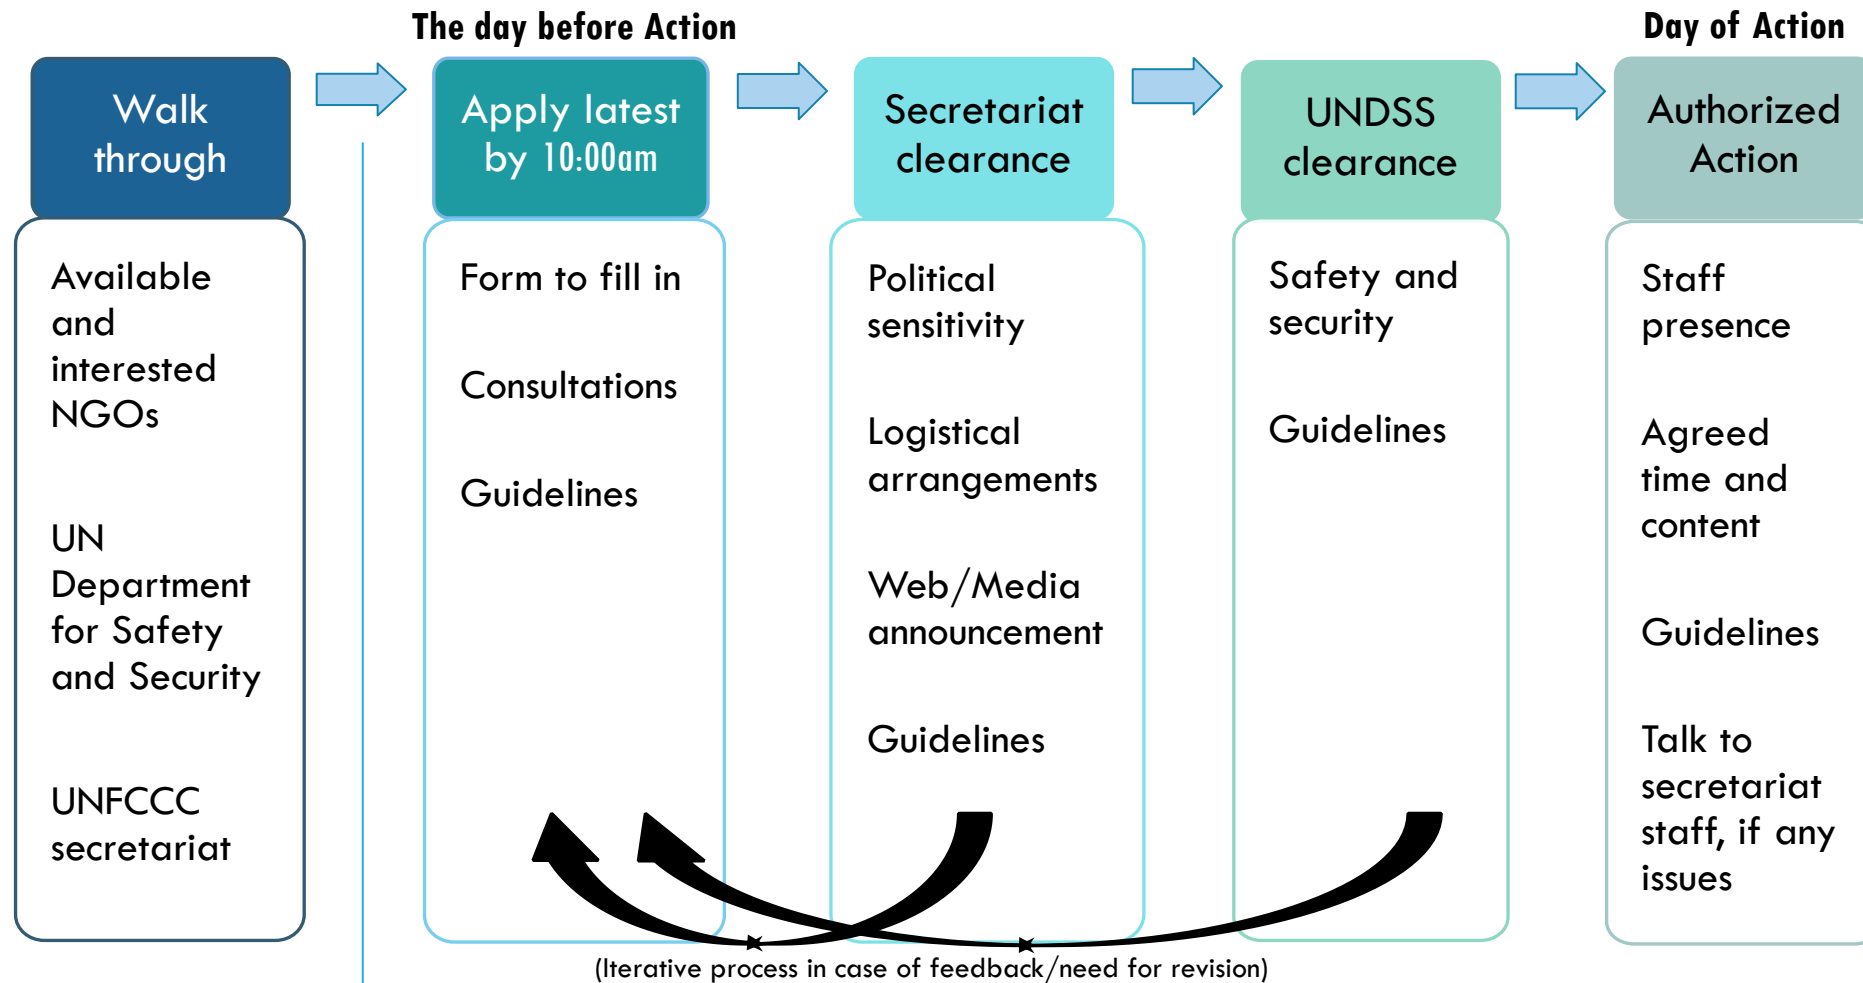 The day before Action
Day of Action
Walk
through
Apply latest
by 10:00am
Secretariat
clearance
UNDSS
clearance
Authorized
Action
Available
and
interested
NGOs
UN
Department
for Safety
and Security
UNFCCC
secretariat
Form to fill in
Consultations
Guidelines
Political
sensitivity
Logistical
arrangements
Web/Media
announcement
Guidelines
Safety and
security
Guidelines
Staff
presence
Agreed
time and
content
Guidelines
Talk to
secretariat
staff, if any
issues
(Iterative process in case of feedback/need for revision)